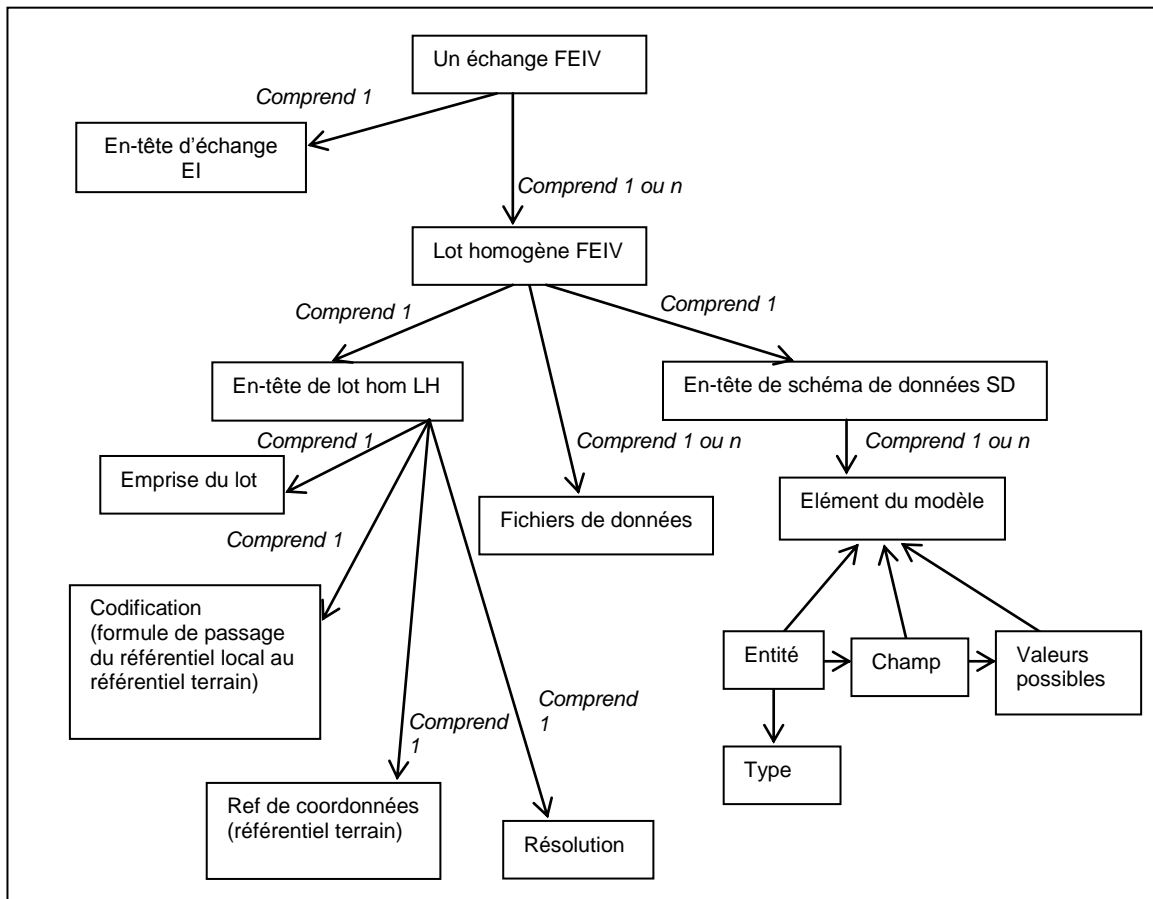 Un échange FEIV
Comprend 1
En-tête d'échange
EI
Comprend 1 ou n
Lot homogène FEIV
Comprend 1
Comprend 1
En-tête de lot hom LH
En-tête de schéma de données SD
Comprend 1
Comprend 1 ou n
Comprend 1 ou n
Emprise du lot
Fichiers de données
Elément du modèle
Comprend 1
Codification
(formule de passage
du référentiel local au
référentiel terrain)
Entité
Champ
Valeurs
possibles
Comprend
1
Comprend
1
Type
Ref de coordonnées
(référentiel terrain)
Résolution